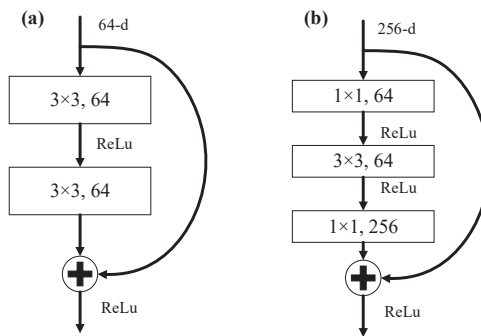 (a)
64-d
3×3, 64
ReLu
3×3, 64
ReLu
(b)
256-d
1×1, 64
ReLu
3×3, 64
ReLu
1×1, 256
ReLu